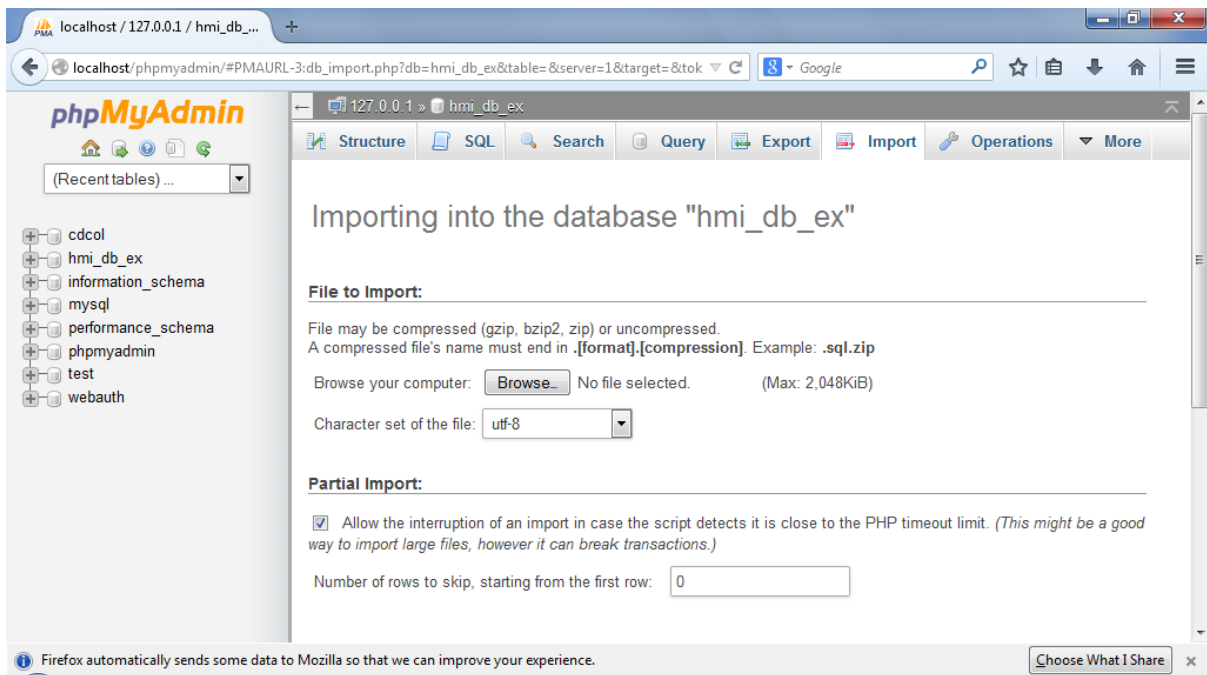 localhost / 127.0.0.1 / hmi_db_...
localhost/phpmyadmin/#PMAURL-3:db_import.php?db=hmi_db_ex&table=&server=1&target=&tok
Google
phpMyAdmin
(Recent tables) ...
cdcol
hmi_db_ex
information_schema
mysql
performance_schema
phpmyadmin
test
webauth
127.0.0.1 » hmi_db_ex
Structure SQL Search Query Export Import Operations More
Importing into the database "hmi_db_ex"
File to Import:
File may be compressed (gzip, bzip2, zip) or uncompressed.
A compressed file's name must end in .[format].[compression]. Example: .sql.zip
Browse your computer: Browse... No file selected. (Max: 2,048KiB)
Character set of the file: utf-8
Partial Import:
Allow the interruption of an import in case the script detects it is close to the PHP timeout limit. (This might be a good
way to import large files, however it can break transactions.)
Number of rows to skip, starting from the first row: 0
Firefox automatically sends some data to Mozilla so that we can improve your experience. Choose What I Share